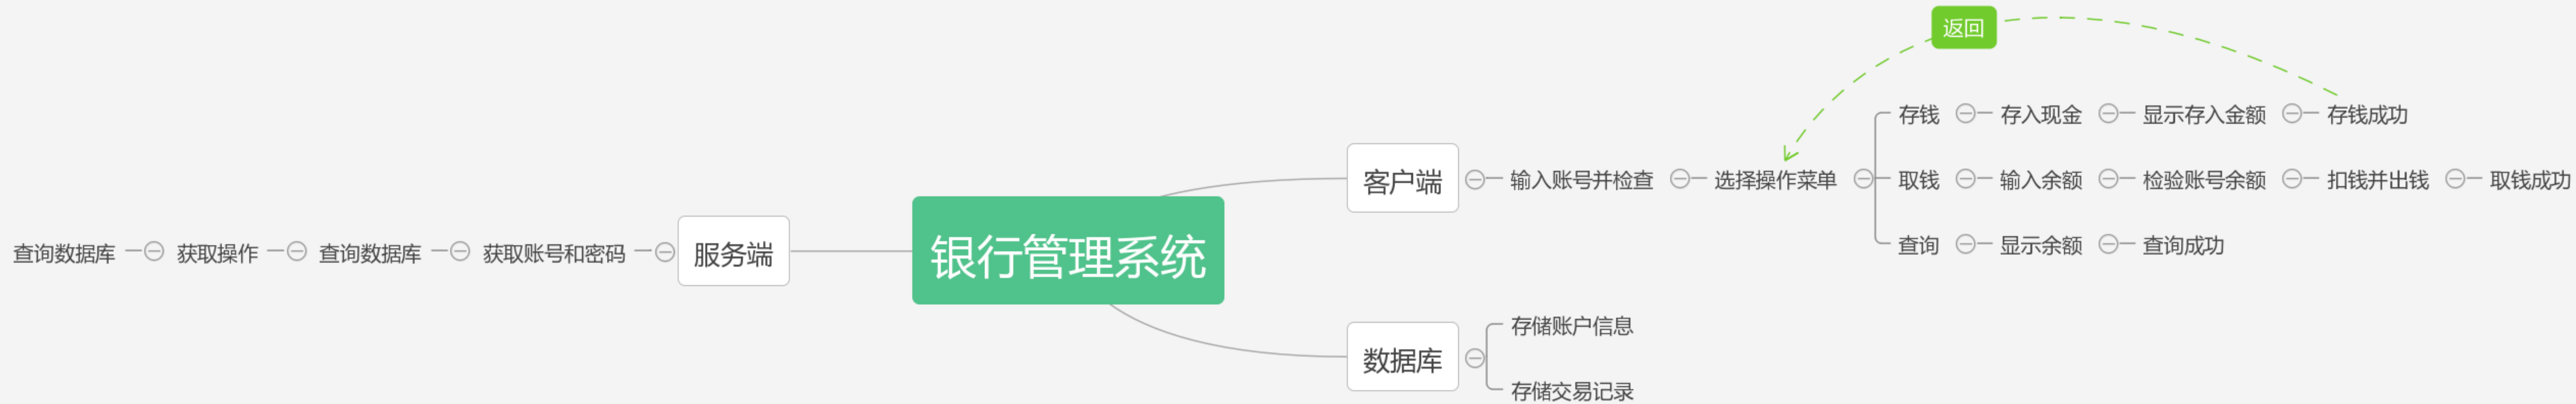 返回
存钱 存入现金 显示存入金额 存钱成功
客户端 输入账号并检查 选择操作菜单 取钱 输入余额 检验账号余额 扣钱并出钱 取钱成功
查询 显示余额 查询成功
查询数据库 获取操作 查询数据库 获取账号和密码 服务端 银行管理系统
存储账户信息
数据库
存储交易记录